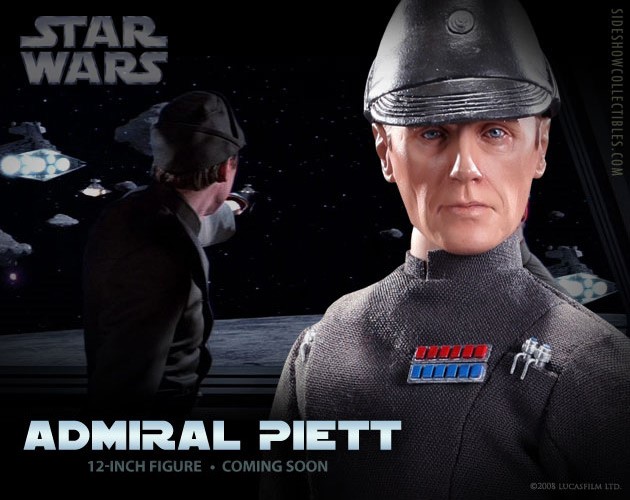 STAR
WARS
SIDESHOWCOLLECTIBLES.COM
ADMIRAL PIETT
12-INCH FIGURE • COMING SOON
©2008 LUCASFILM LTD.